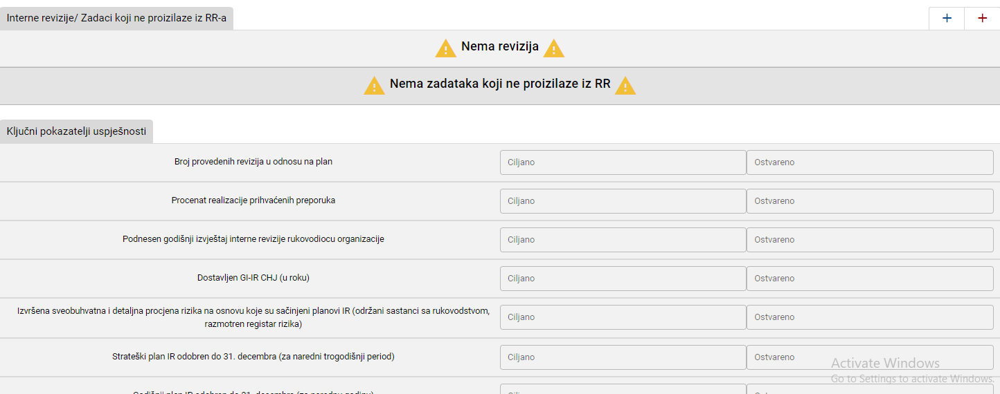 Interne revizije/ Zadaci koji ne proizilaze iz RR-a
+ +
Nema revizija
Nema zadataka koji ne proizilaze iz RR
Ključni pokazatelji uspješnosti
Broj provedenih revizija u odnosu na plan Ciljano Ostvareno
Procenat realizacije prihvaćenih preporuka Ciljano Ostvareno
Podnesen godišnji izvještaj interne revizije rukovodiocu organizacije Ciljano Ostvareno
Dostavljen GI-IR CHJ (u roku) Ciljano Ostvareno
Izvršena sveobuhvatna i detaljna procjena rizika na osnovu koje su sačinjeni planovi IR (održani sastanci sa rukovodstvom,
razmotren registar rizika) Ciljano Ostvareno
Strateški plan IR odobren do 31. decembra (za naredni trogodišnji period) Ciljano Ostvareno
Activate Windows
Go to Settings to activate Windows.
Godišnji plan IR odobren do 31. decembra (za narednu godinu) Ciljano Ostvareno